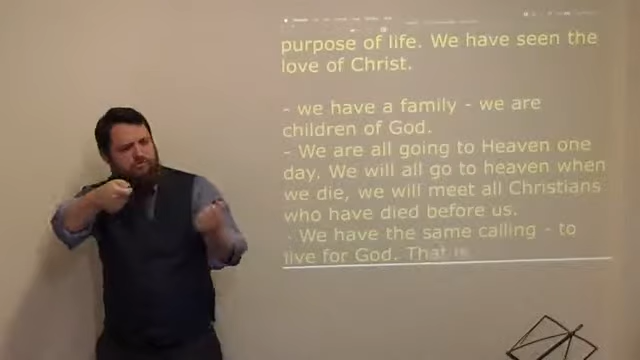 purpose of life. We have seen the
love of Christ.
- we have a family - we are
children of God.
- We are all going to Heaven one
day. We will all go to heaven when
we die, we will meet all Christians
who have died before us.
- We have the same calling - to
live for God. That is